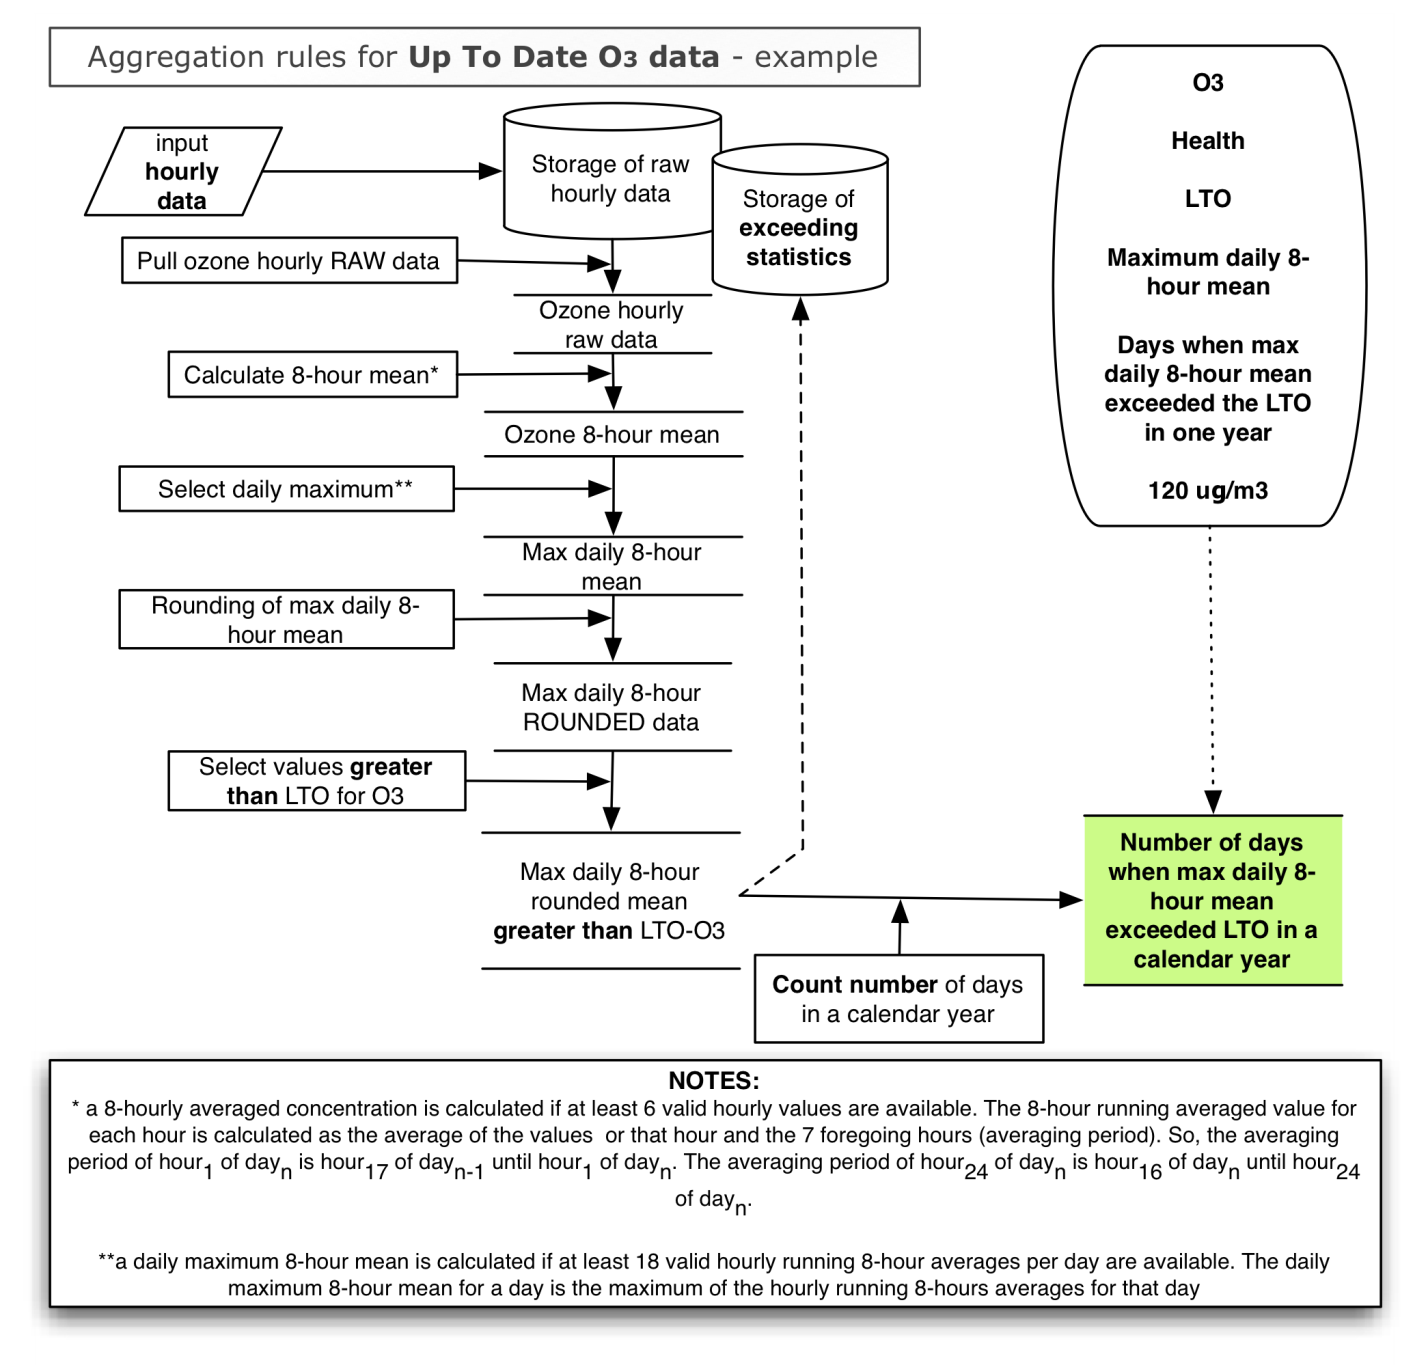 Aggregation rules for Up To Date O3 data - example
input
hourly
data
Storage of raw
hourly data
Storage of
exceeding
statistics
Pull ozone hourly RAW data
Ozone hourly
raw data
Calculate 8-hour mean*
Ozone 8-hour mean
Select daily maximum**
Max daily 8-hour
mean
Rounding of max daily 8-
hour mean
Max daily 8-hour
ROUNDED data
Select values greater
than LTO for O3
Max daily 8-hour
rounded mean
greater than LTO-O3
Count number of days
in a calendar year
O3
Health
LTO
Maximum daily 8-
hour mean
Days when max
daily 8-hour mean
exceeded the LTO
in one year
120 ug/m3
Number of days
when max daily 8-
hour mean
exceeded LTO in a
calendar year
NOTES:
* a 8-hourly averaged concentration is calculated if at least 6 valid hourly values are available. The 8-hour running averaged value for
each hour is calculated as the average of the values  or that hour and the 7 foregoing hours (averaging period). So, the averaging
period of hour1 of dayn is hour17 of dayn-1 until hour1 of dayn. The averaging period of hour24 of dayn is hour16 of dayn until hour24
of dayn.
**a daily maximum 8-hour mean is calculated if at least 18 valid hourly running 8-hour averages per day are available. The daily
maximum 8-hour mean for a day is the maximum of the hourly running 8-hours averages for that day